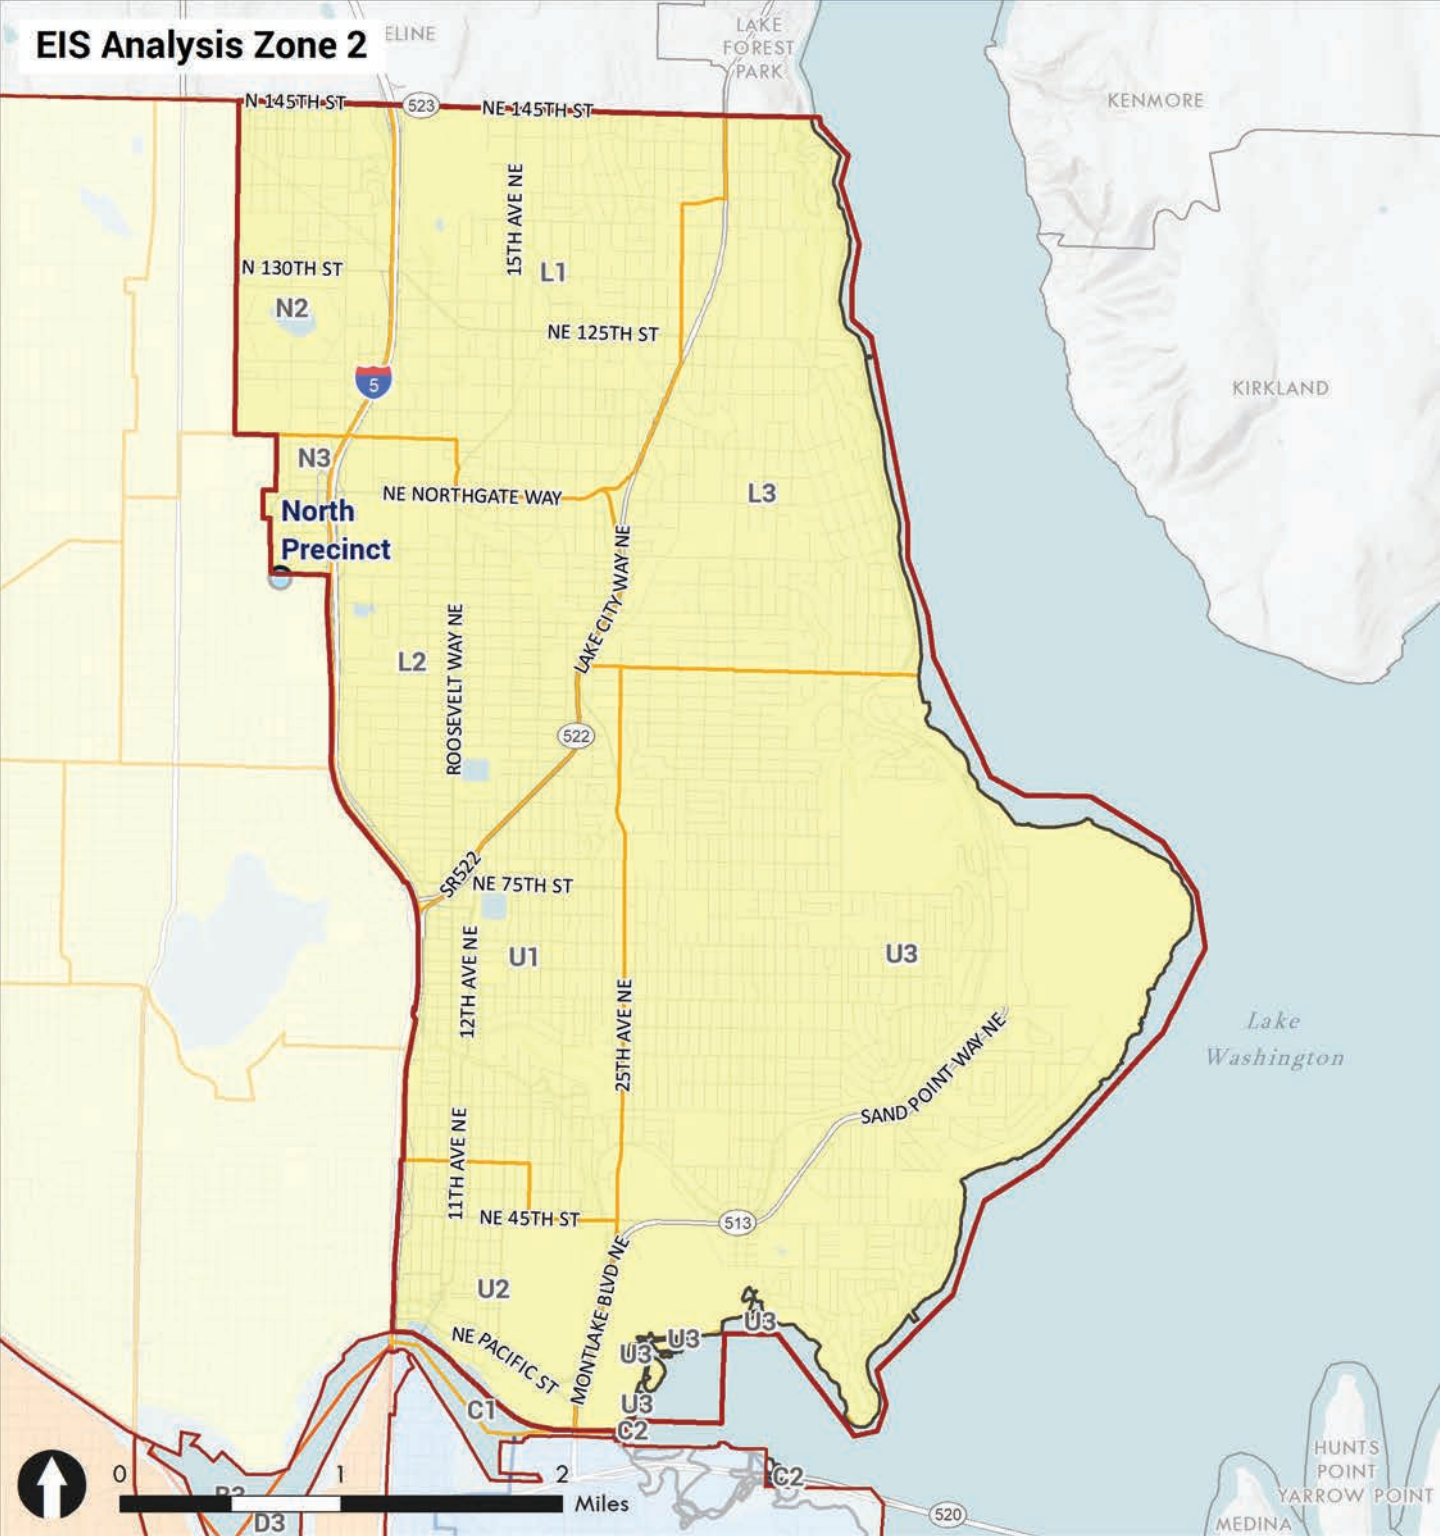 EIS Analysis Zone 2
ELINE
LAKE
FOREST
PARK
KENMORE
N 145TH ST
523
NE 145TH ST
15TH AVE NE
N 130TH ST
L1
N2
NE 125TH ST
5
KIRKLAND
N3
NE NORTHGATE WAY
L3
North
Precinct
LAKE CITY WAY NE
ROOSEVELT WAY NE
L2
522
SR522
NE 75TH ST
12TH AVE NE
U1
U3
25TH AVE NE
SAND POINT WAY NE
Lake
Washington
11TH AVE NE
NE 45TH ST
513
U2
MONTLAKE BLVD NE
NE PACIFIC ST
U3
U3
U3
U3
C1
C2
C2
HUNTS
POINT
YARROW POINT
MEDINA
520
D3
0 1 2
Miles